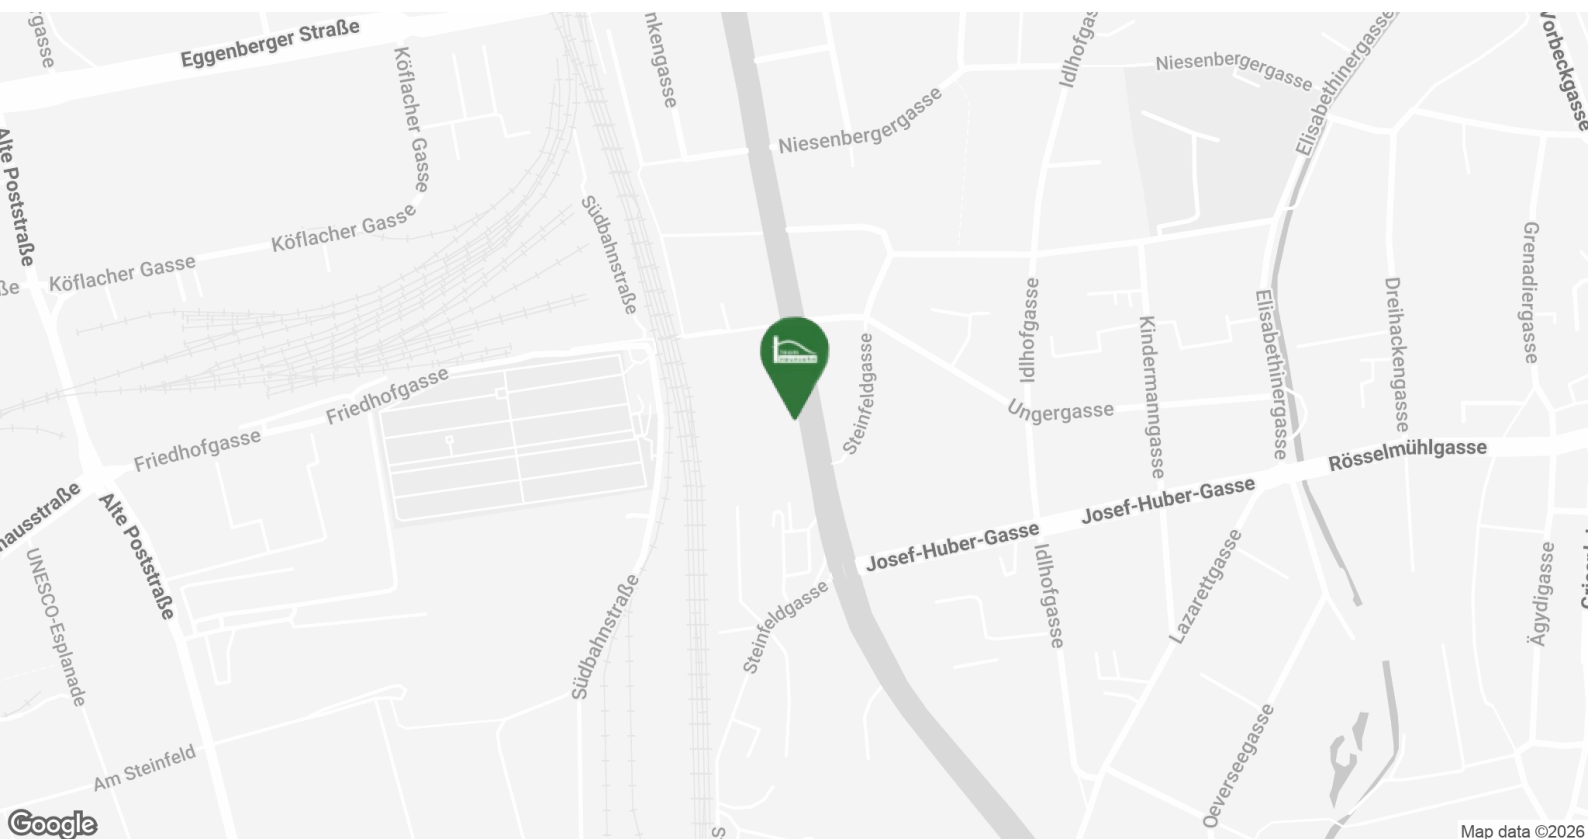 Eggenberger Straße
Köflacher Gasse
Niesenbergergasse
Niesenbergergasse
Elisabethinergasse
Vorbeckgasse
Alte Poststraße
Köflacher Gasse
Köflacher Gasse
Südbahnstraße
Grenadiergasse
Idlhofgasse
Elisabethinergasse
Dreihackengasse
Kindermanngasse
Steinfeldgasse
Friedhofgasse
Friedhofgasse
Ungergasse
Rösselmühlgasse
Josef-Huber-Gasse
Josef-Huber-Gasse
Alte Poststraße
UNESCO-Esplanade
Idlhofgasse
Lazarettgasse
Ägydigasse
Steinfeldgasse
Südbahnstraße
Am Steinfeld
Oeverseegasse
Google
Map data ©2026